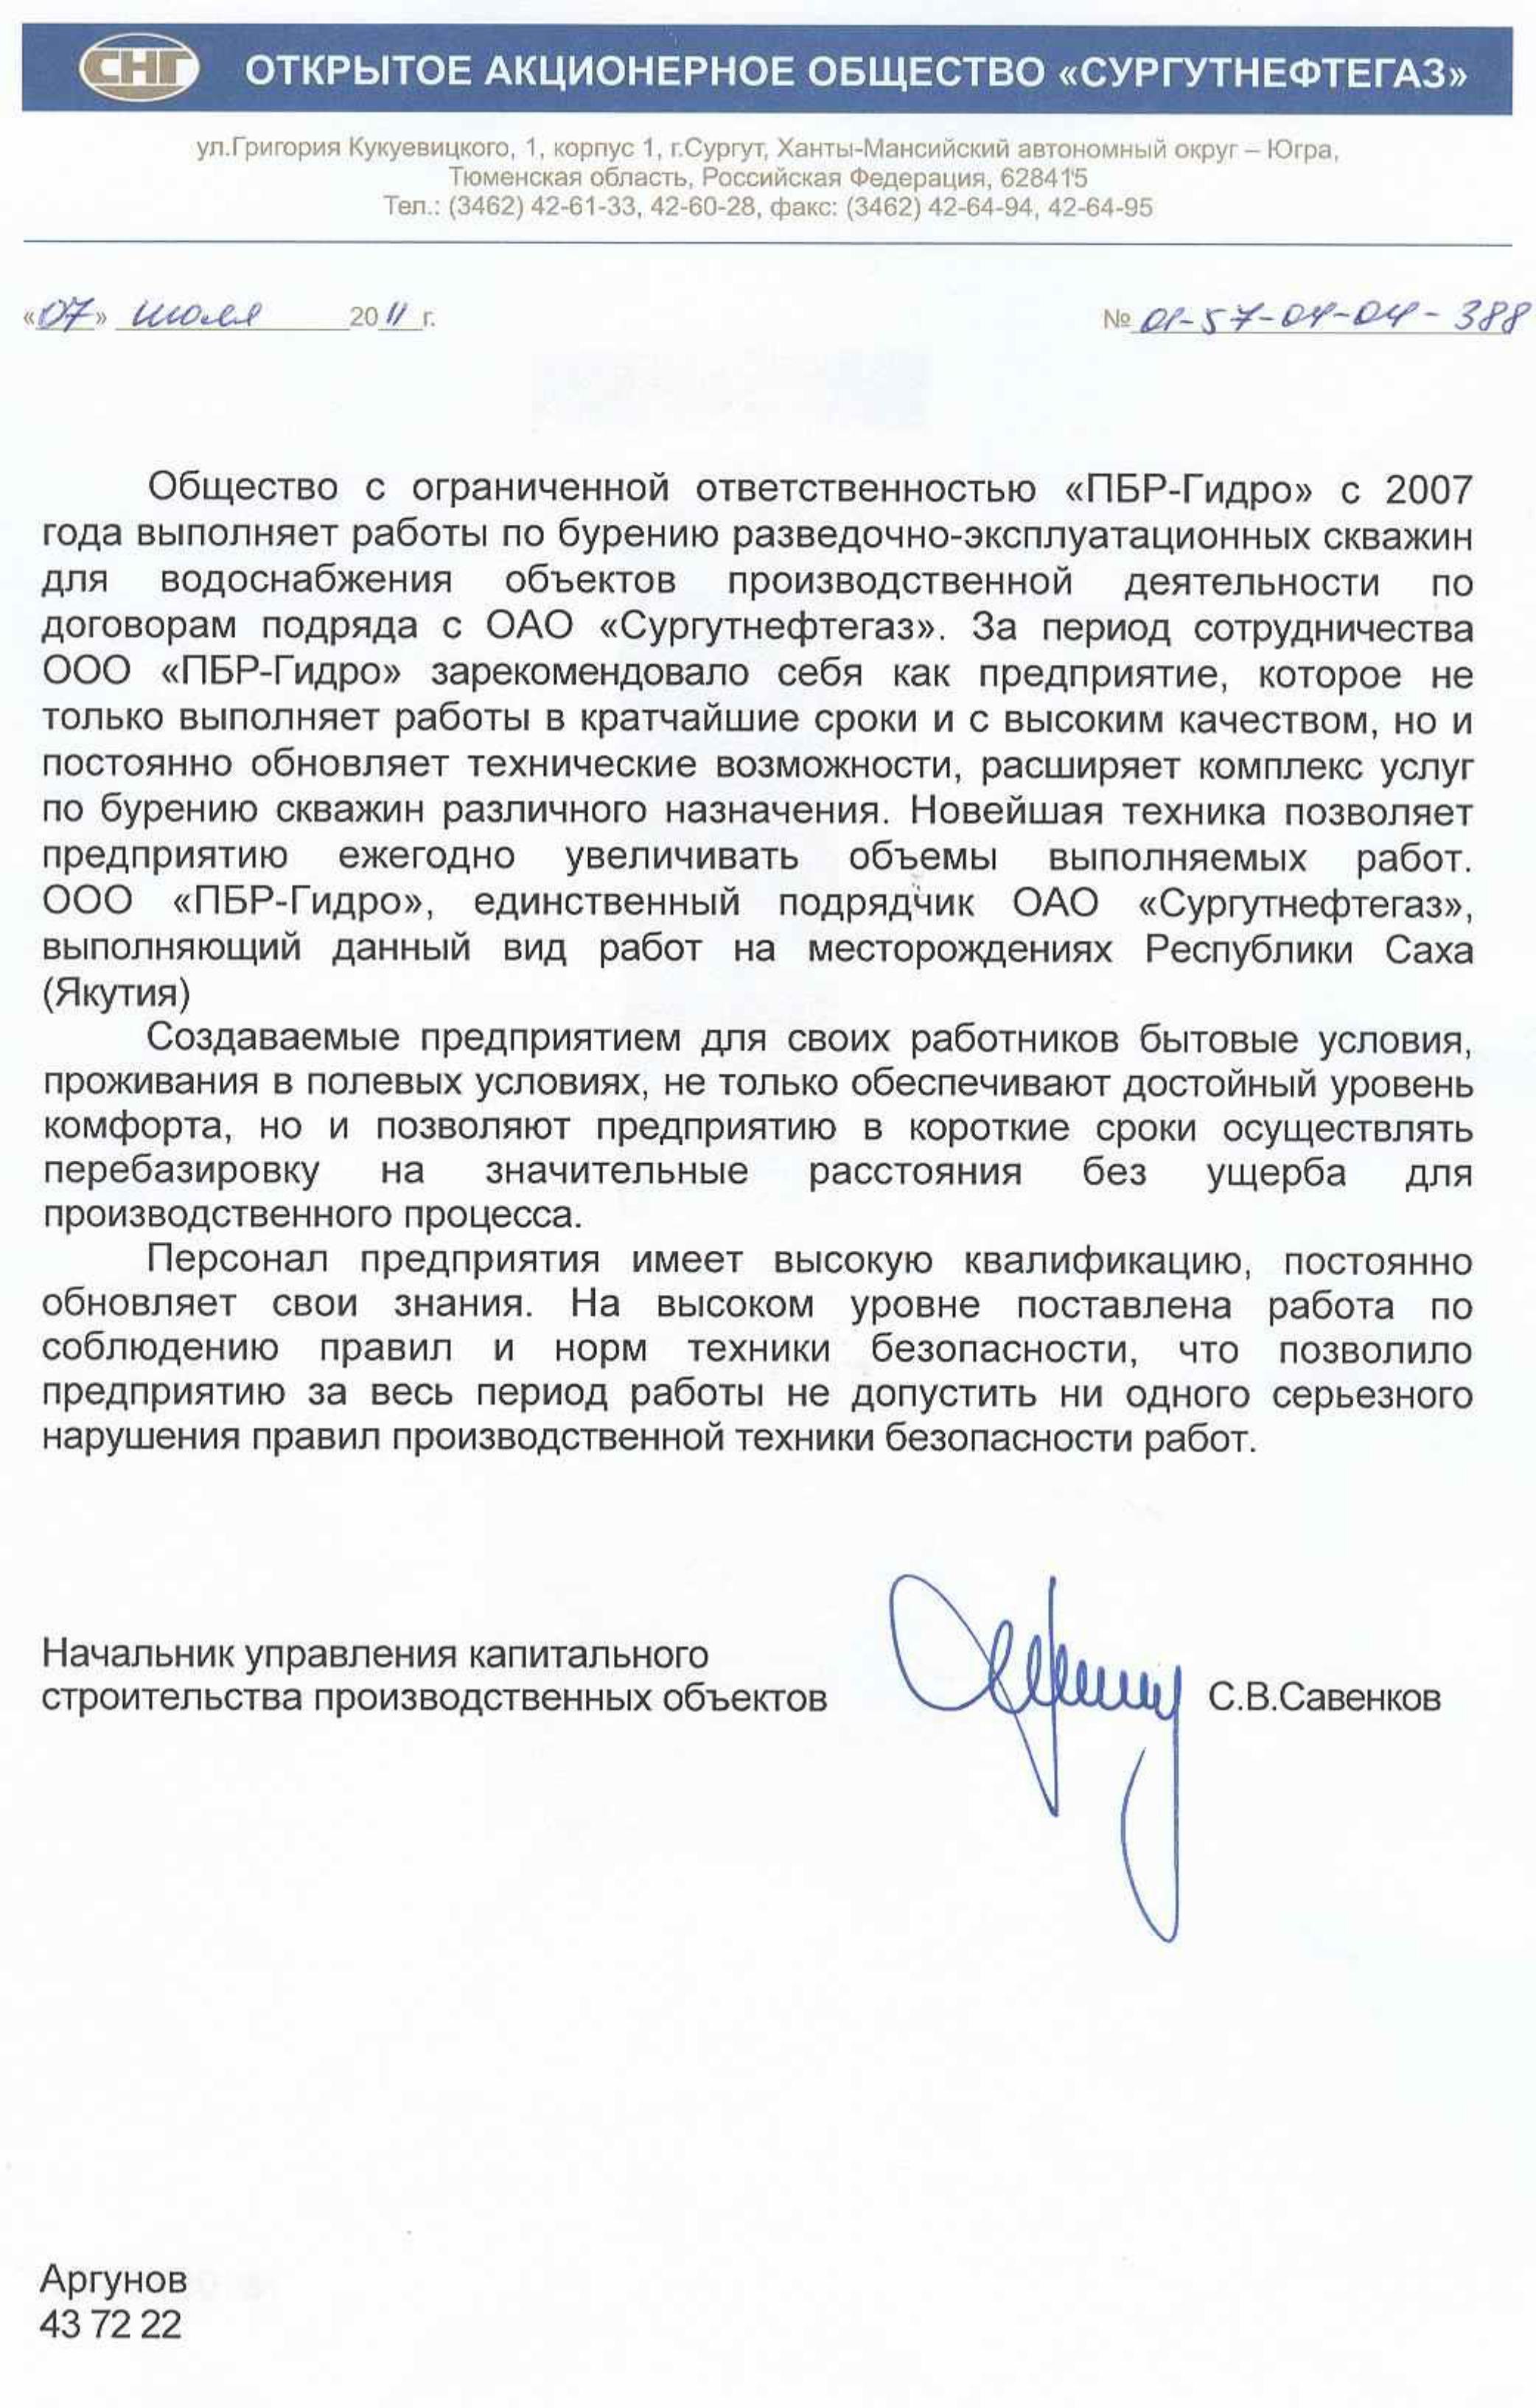 СНГ ОТКРЫТОЕ АКЦИОНЕРНОЕ ОБЩЕСТВО «СУРГУТНЕФТЕГАЗ»
ул.Григория Кукуевицкого, 1, корпус 1, г.Сургут, Ханты-Мансийский автономный округ – Югра,
Тюменская область, Российская Федерация, 628415
Тел.: (3462) 42-61-33, 42-60-28, факс: (3462) 42-64-94, 42-64-95
«07» июля 2011 г. № 01-57-04-04-388
Общество с ограниченной ответственностью «ПБР-Гидро» с 2007
года выполняет работы по бурению разведочно-эксплуатационных скважин
для водоснабжения объектов производственной деятельности по
договорам подряда с ОАО «Сургутнефтегаз». За период сотрудничества
ООО «ПБР-Гидро» зарекомендовало себя как предприятие, которое не
только выполняет работы в кратчайшие сроки и с высоким качеством, но и
постоянно обновляет технические возможности, расширяет комплекс услуг
по бурению скважин различного назначения. Новейшая техника позволяет
предприятию ежегодно увеличивать объемы выполняемых работ.
ООО «ПБР-Гидро», единственный подрядчик ОАО «Сургутнефтегаз»,
выполняющий данный вид работ на месторождениях Республики Саха
(Якутия)
Создаваемые предприятием для своих работников бытовые условия,
проживания в полевых условиях, не только обеспечивают достойный уровень
комфорта, но и позволяют предприятию в короткие сроки осуществлять
перебазировку на значительные расстояния без ущерба для
производственного процесса.
Персонал предприятия имеет высокую квалификацию, постоянно
обновляет свои знания. На высоком уровне поставлена работа по
соблюдению правил и норм техники безопасности, что позволило
предприятию за весь период работы не допустить ни одного серьезного
нарушения правил производственной техники безопасности работ.
Начальник управления капитального
строительства производственных объектов С.В.Савенков
Аргунов
43 72 22